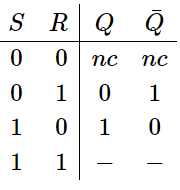 S R Q Q̄
0 0 nc nc
0 1 0 1
1 0 1 0
1 1 – –